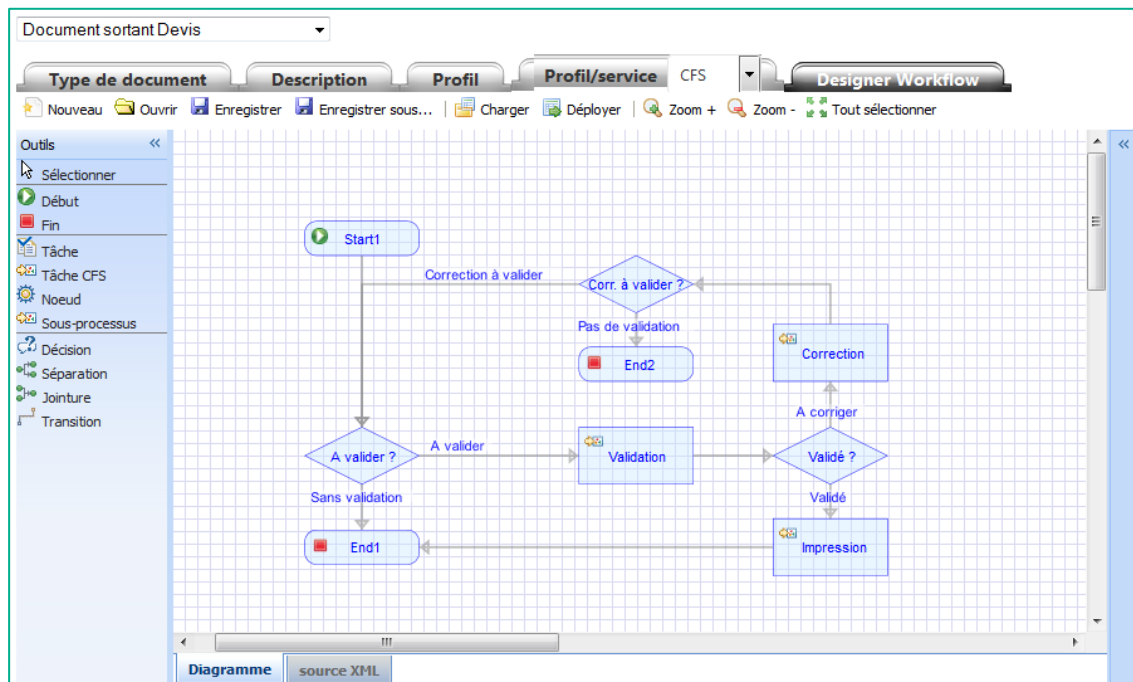 Document sortant Devis
Type de document Description Profil Profil/service CFS Designer Workflow
Nouveau Ouvrir Enregistrer Enregistrer sous... Charger Déployer Zoom + Zoom - Tout sélectionner
Outils
Sélectionner
Début
Fin
Tâche
Tâche CFS
Noeud
Sous-processus
Décision
Séparation
Jointure
Transition
Start1
Correction à valider
Corr. à valider ?
Pas de validation
End2
Correction
A corriger
A valider ?
A valider
Validation
Validé ?
Sans validation
Validé
End1
Impression
Diagramme source XML